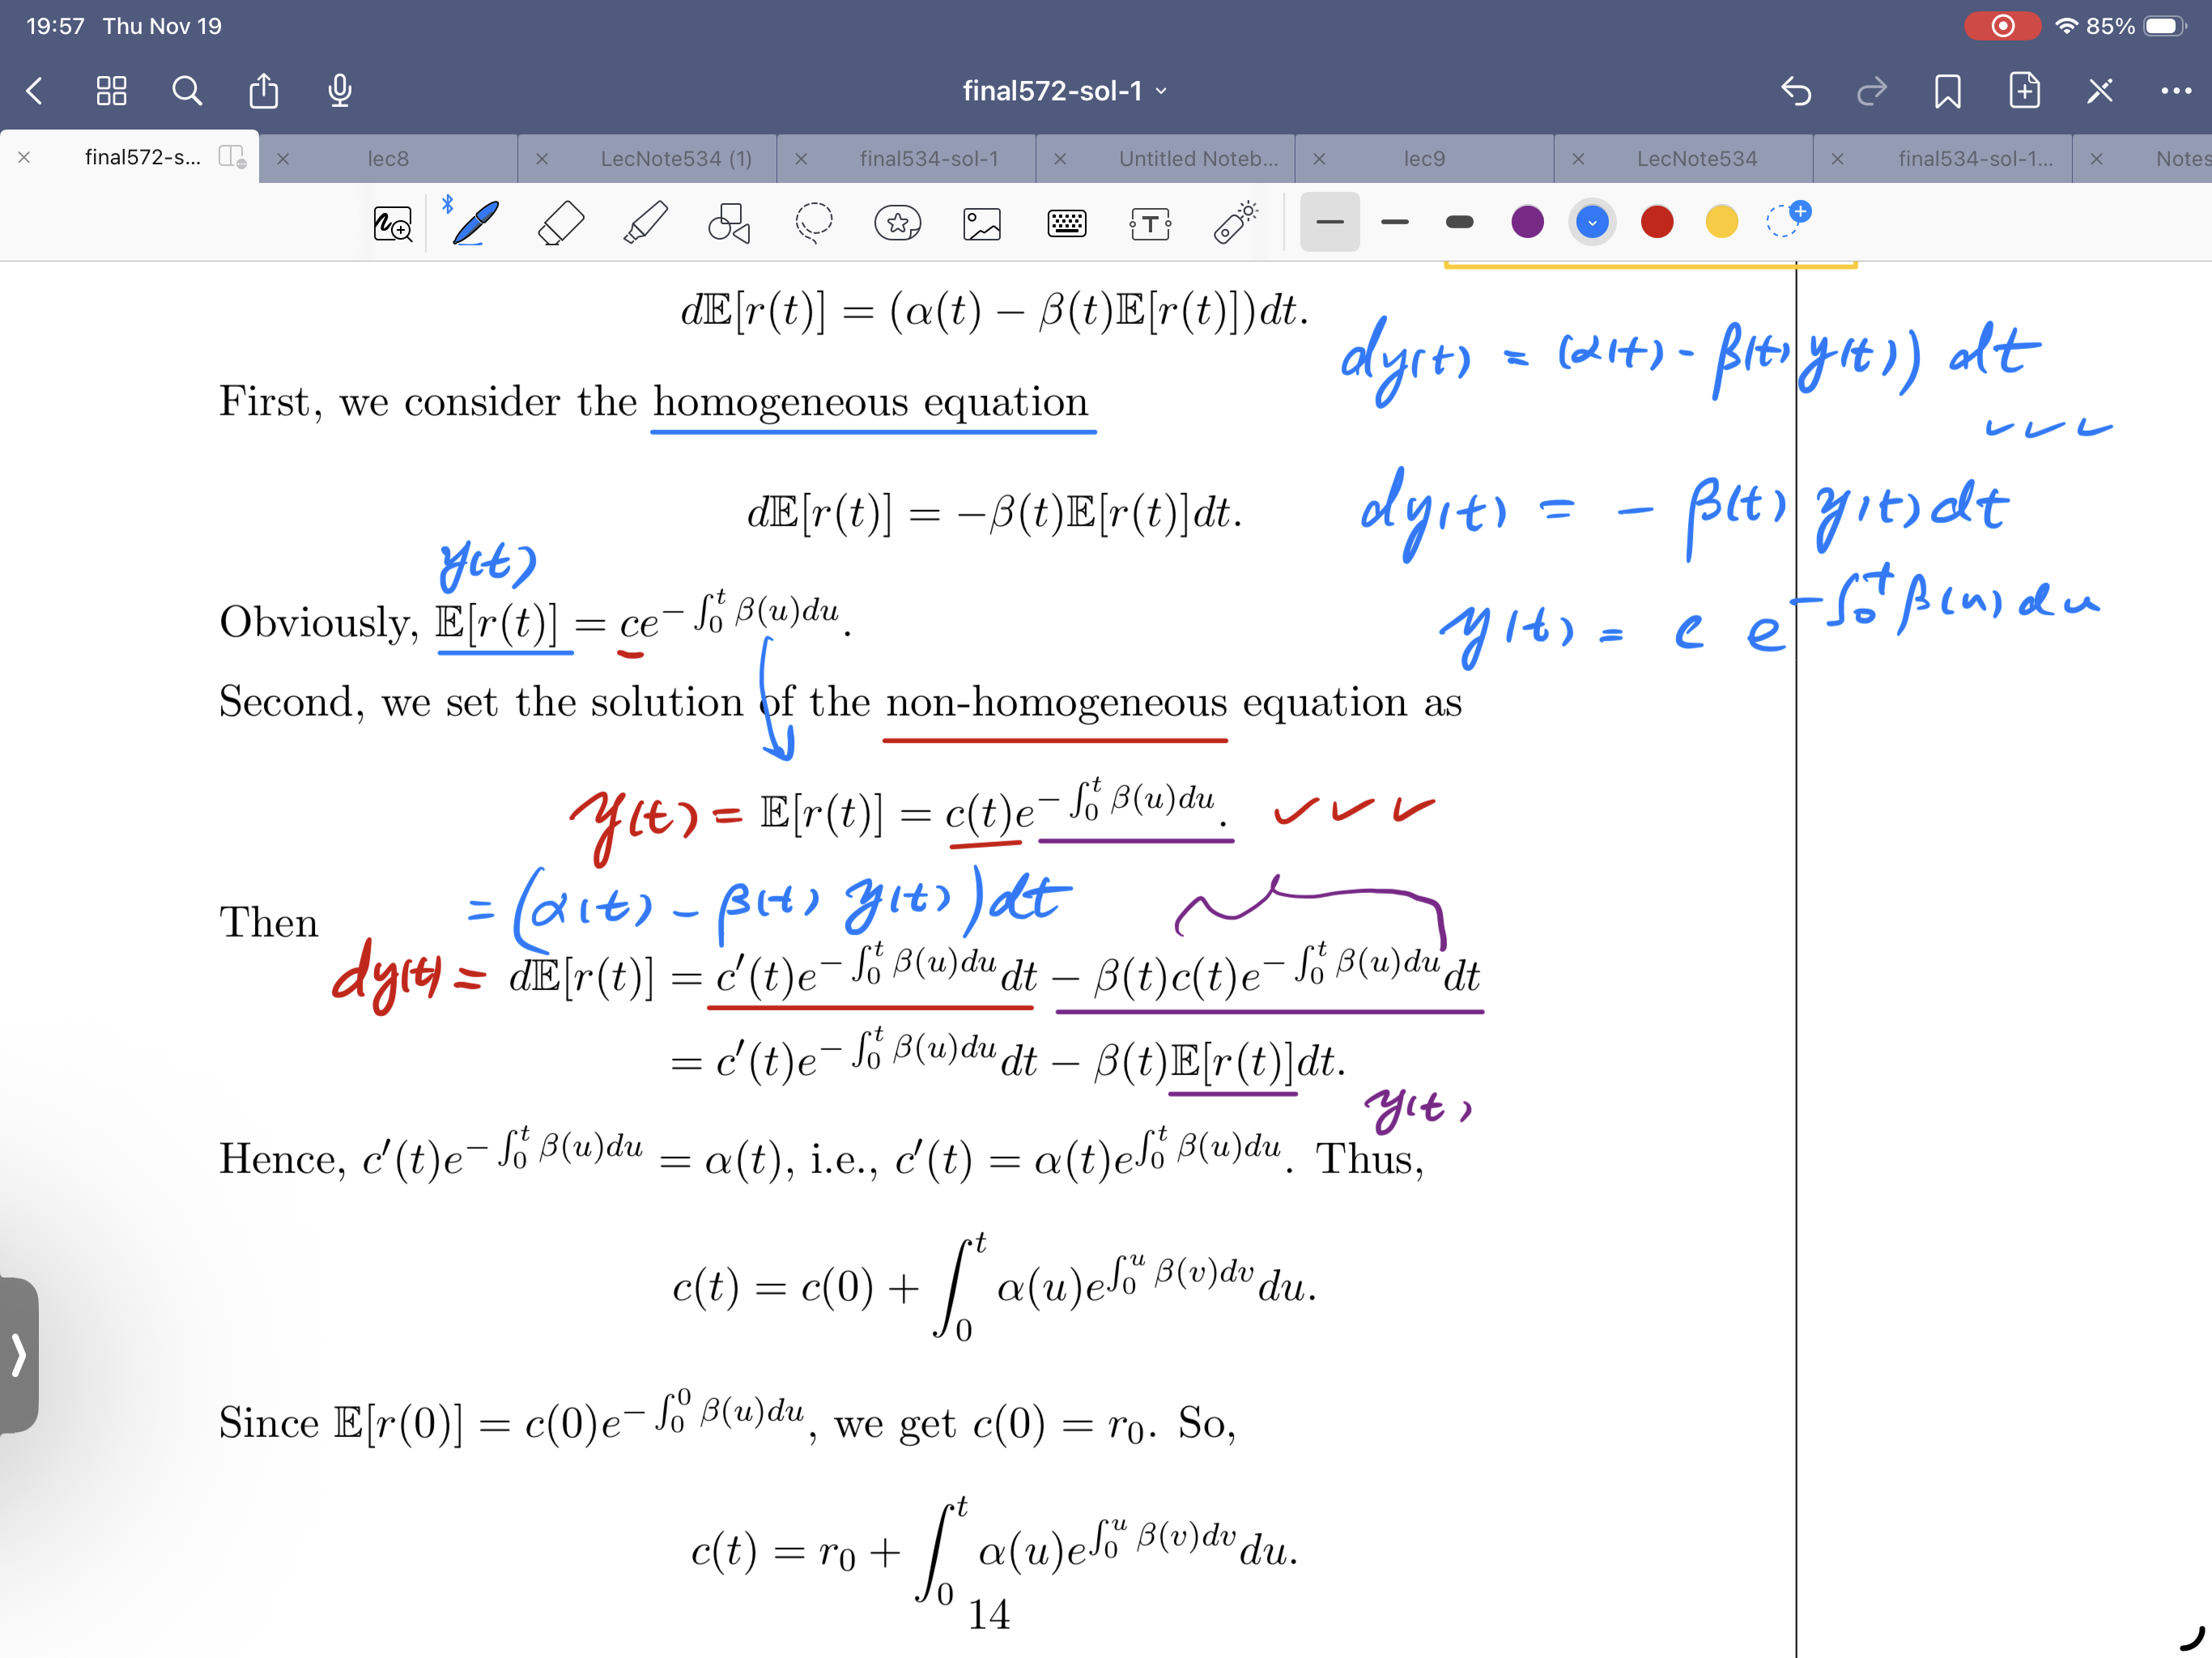 19:57 Thu Nov 19 85%
final572-sol-1
final572-s... lec8 LecNote534 (1) final534-sol-1 Untitled Noteb... lec9 LecNote534 final534-sol-1... Notes
T
d𝔼[r(t)] = (α(t) − β(t)𝔼[r(t)])dt.
dy(t) = (α(t) - β(t) y(t)) dt
First, we consider the homogeneous equation
d𝔼[r(t)] = −β(t)𝔼[r(t)]dt.
dy(t) = - β(t) y(t) dt
y(t)
Obviously, 𝔼[r(t)] = ce^{−∫_0^t β(u)du}.
y(t) = c e^{-∫_0^t β(u) du}
Second, we set the solution of the non-homogeneous equation as
y(t) = 𝔼[r(t)] = c(t)e^{−∫_0^t β(u)du}. ✓ ✓ ✓
= (α(t) - β(t) y(t)) dt
Then
dy(t) = d𝔼[r(t)] = c′(t)e^{−∫_0^t β(u)du}dt − β(t)c(t)e^{−∫_0^t β(u)du}dt
= c′(t)e^{−∫_0^t β(u)du}dt − β(t)𝔼[r(t)]dt.
y(t)
Hence, c′(t)e^{−∫_0^t β(u)du} = α(t), i.e., c′(t) = α(t)e^{∫_0^t β(u)du}. Thus,
c(t) = c(0) + ∫_0^t α(u)e^{∫_0^u β(v)dv}du.
Since 𝔼[r(0)] = c(0)e^{−∫_0^0 β(u)du}, we get c(0) = r_0. So,
c(t) = r_0 + ∫_0^t α(u)e^{∫_0^u β(v)dv}du.
14